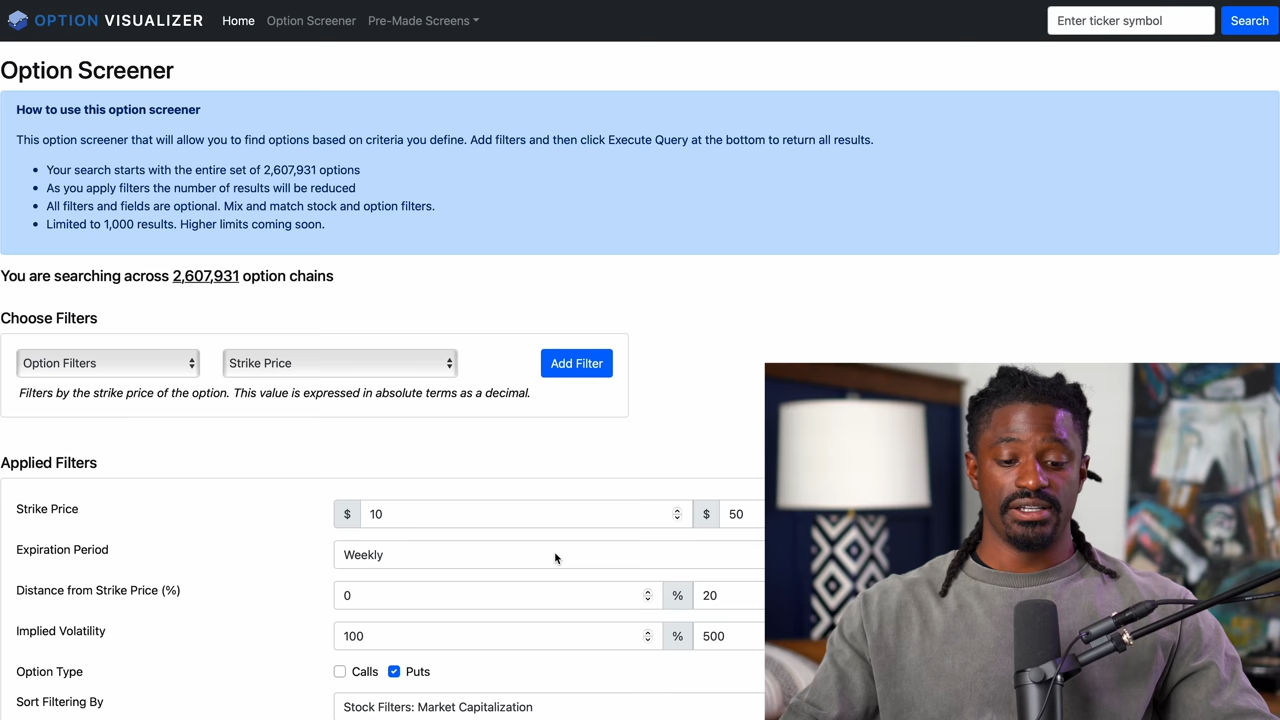 OPTION VISUALIZER Home Option Screener Pre-Made Screens Enter ticker symbol Search
Option Screener
How to use this option screener
This option screener that will allow you to find options based on criteria you define. Add filters and then click Execute Query at the bottom to return all results.
Your search starts with the entire set of 2,607,931 options
As you apply filters the number of results will be reduced
All filters and fields are optional. Mix and match stock and option filters.
Limited to 1,000 results. Higher limits coming soon.
You are searching across 2,607,931 option chains
Choose Filters
Option Filters Strike Price Add Filter
Filters by the strike price of the option. This value is expressed in absolute terms as a decimal.
Applied Filters
Strike Price $ 10 $ 50
Expiration Period Weekly
Distance from Strike Price (%) 0 % 20
Implied Volatility 100 % 500
Option Type Calls Puts
Sort Filtering By Stock Filters: Market Capitalization